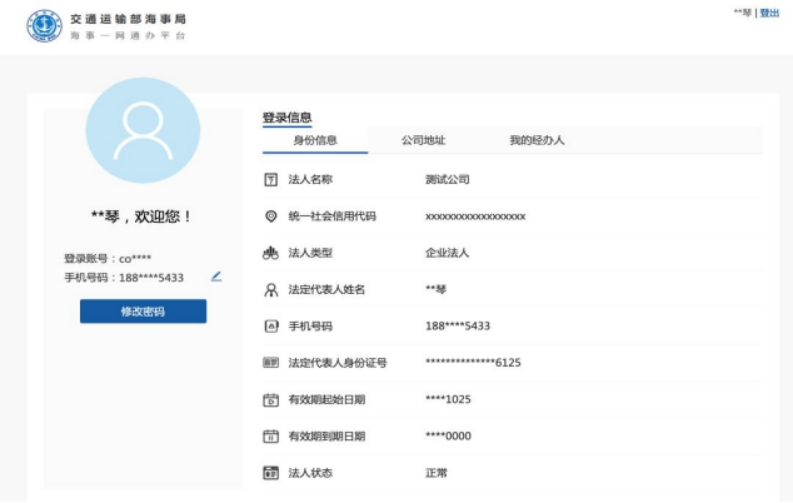 交通运输部海事局
海事一网通办平台
**琴 | 登出
**琴，欢迎您！
登录账号：co****
手机号码：188****5433
修改密码
登录信息
身份信息 公司地址 我的经办人
法人名称 测试公司
统一社会信用代码 xxxxxxxxxxxxxxxxxx
法人类型 企业法人
法定代表人姓名 **琴
手机号码 188****5433
法定代表人身份证号 **************6125
有效期起始日期 ****1025
有效期到期日期 ****0000
法人状态 正常